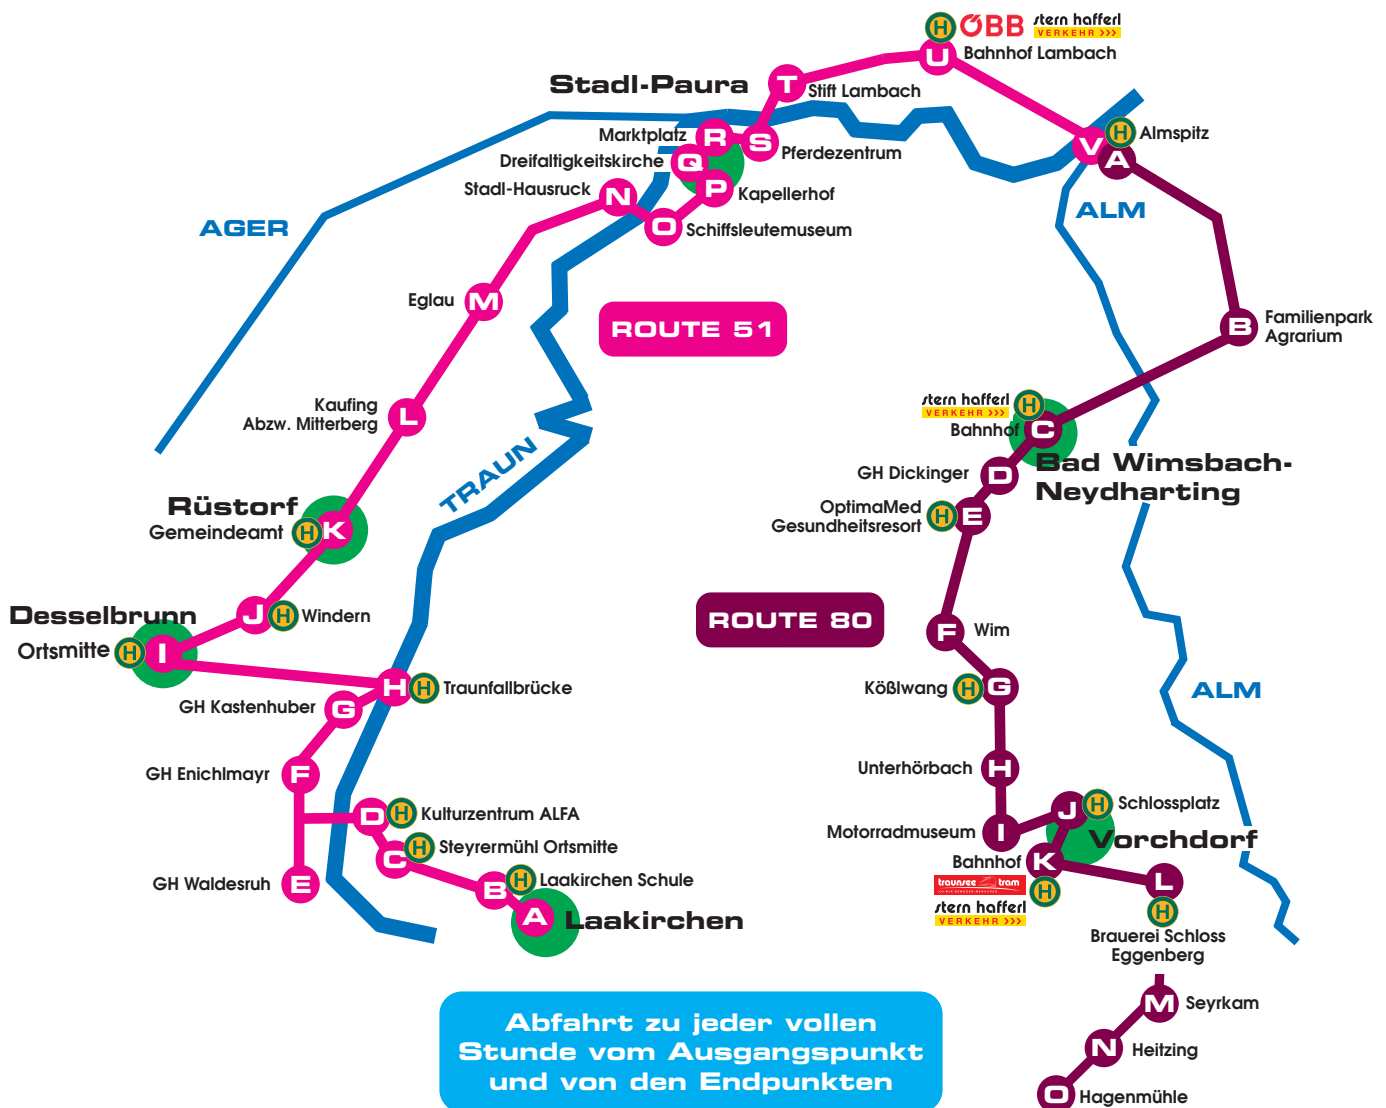 H ÖBB stern hafferl
VERKEHR >>>
U Bahnhof Lambach
Stadl-Paura
T Stift Lambach
Marktplatz R S
Pferdezentrum
H Almspitz
V A
Dreifaltigkeitskirche Q
Stadl-Hausruck N
P Kapellerhof
O Schiffsleutemuseum
AGER
ALM
Eglau M
ROUTE 51
B Familienpark
Agrarium
Kaufing
Abzw. Mitterberg L
stern hafferl H
VERKEHR >>>
Bahnhof C
TRAUN
GH Dickinger D
Bad Wimsbach-
Neydharting
Rüstorf
Gemeindeamt H K
OptimaMed
Gesundheitsresort H E
Desselbrunn
J H Windern
Ortsmitte H I
ROUTE 80
F Wim
H H Traunfallbrücke
Kößlwang H G
ALM
GH Kastenhuber G
GH Enichlmayr F
Unterhörbach H
D H Kulturzentrum ALFA
J H Schlossplatz
Motorradmuseum I
Vorchdorf
C H Steyrermühl Ortsmitte
Bahnhof K
GH Waldesruh E
B H Laakirchen Schule
traunsee tram
H
L
H
stern hafferl
VERKEHR >>>
A Laakirchen
Brauerei Schloss
Eggenberg
M Seyrkam
N Heitzing
O Hagenmühle
Abfahrt zu jeder vollen
Stunde vom Ausgangspunkt
und von den Endpunkten